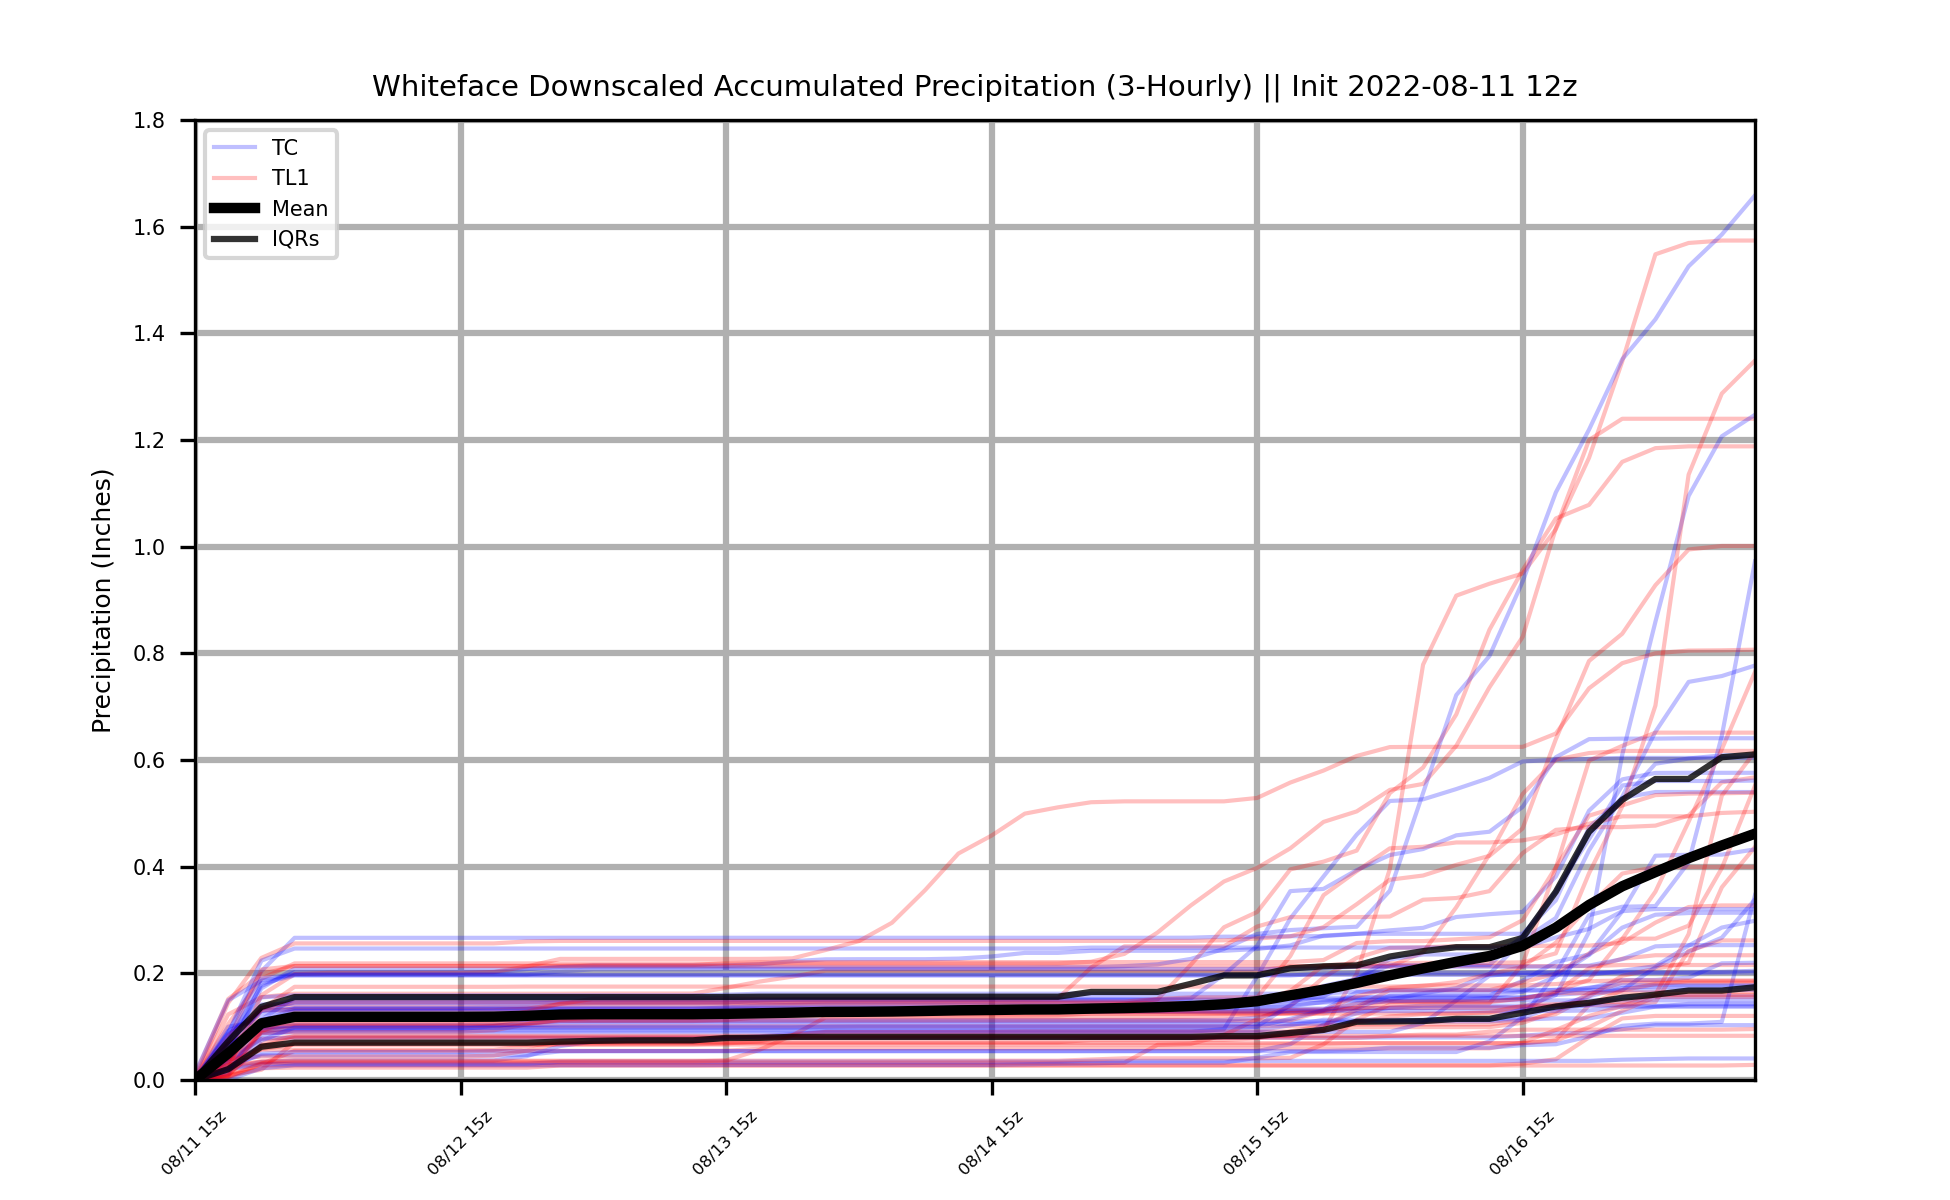 Whiteface Downscaled Accumulated Precipitation (3-Hourly) || Init 2022-08-11 12z
TC
TL1
Mean
IQRs
Precipitation (Inches)
1.8
1.6
1.4
1.2
1.0
0.8
0.6
0.4
0.2
0.0
08/11 15z
08/12 15z
08/13 15z
08/14 15z
08/15 15z
08/16 15z